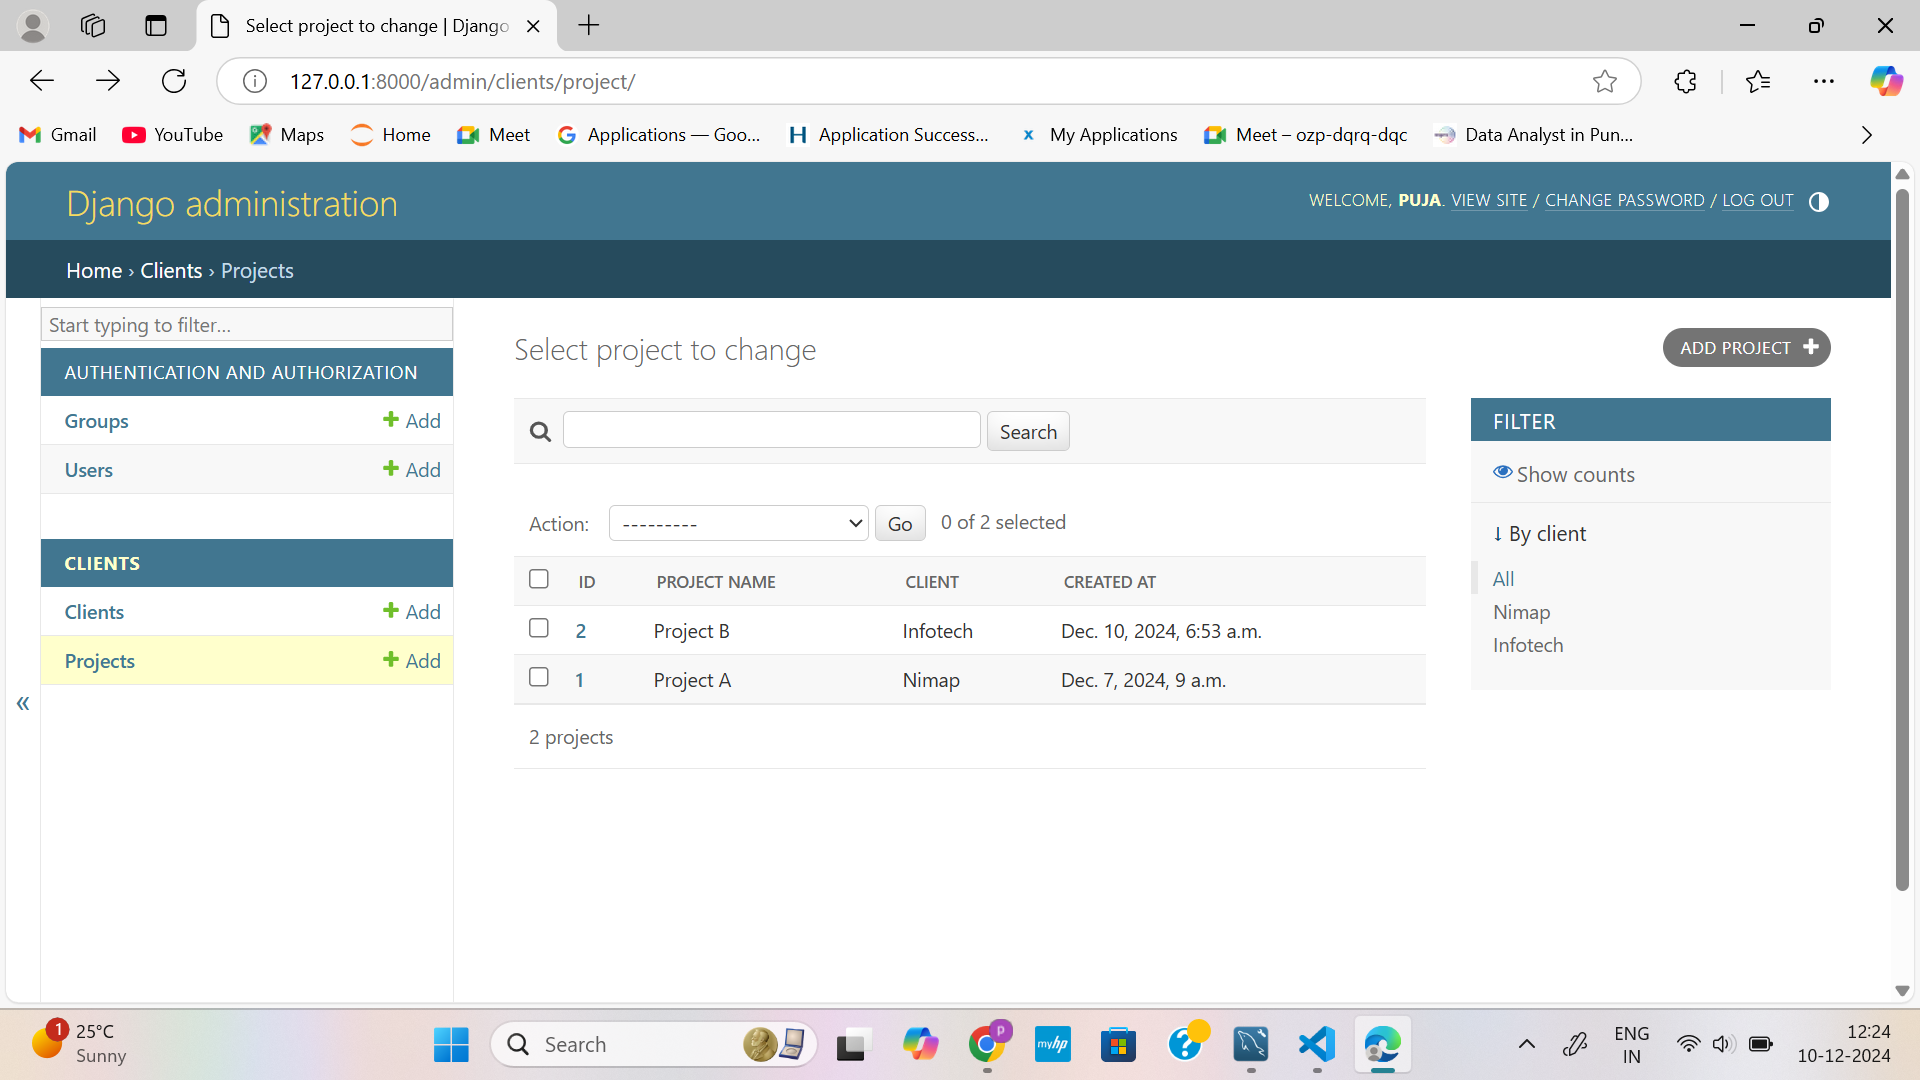 Select project to change | Django
127.0.0.1:8000/admin/clients/project/
Gmail YouTube Maps Home Meet Applications — Goo... Application Success... My Applications Meet – ozp-dqrq-dqc Data Analyst in Pun...
Django administration
WELCOME, PUJA. VIEW SITE / CHANGE PASSWORD / LOG OUT
Home › Clients › Projects
Start typing to filter...
AUTHENTICATION AND AUTHORIZATION
Groups + Add
Users + Add
CLIENTS
Clients + Add
Projects + Add
«
Select project to change
ADD PROJECT +
Search
Action: --------- Go 0 of 2 selected
ID PROJECT NAME CLIENT CREATED AT
2 Project B Infotech Dec. 10, 2024, 6:53 a.m.
1 Project A Nimap Dec. 7, 2024, 9 a.m.
2 projects
FILTER
Show counts
↓ By client
All
Nimap
Infotech
1
25°C
Sunny
Search
p
myhp
ENG
IN
12:24
10-12-2024